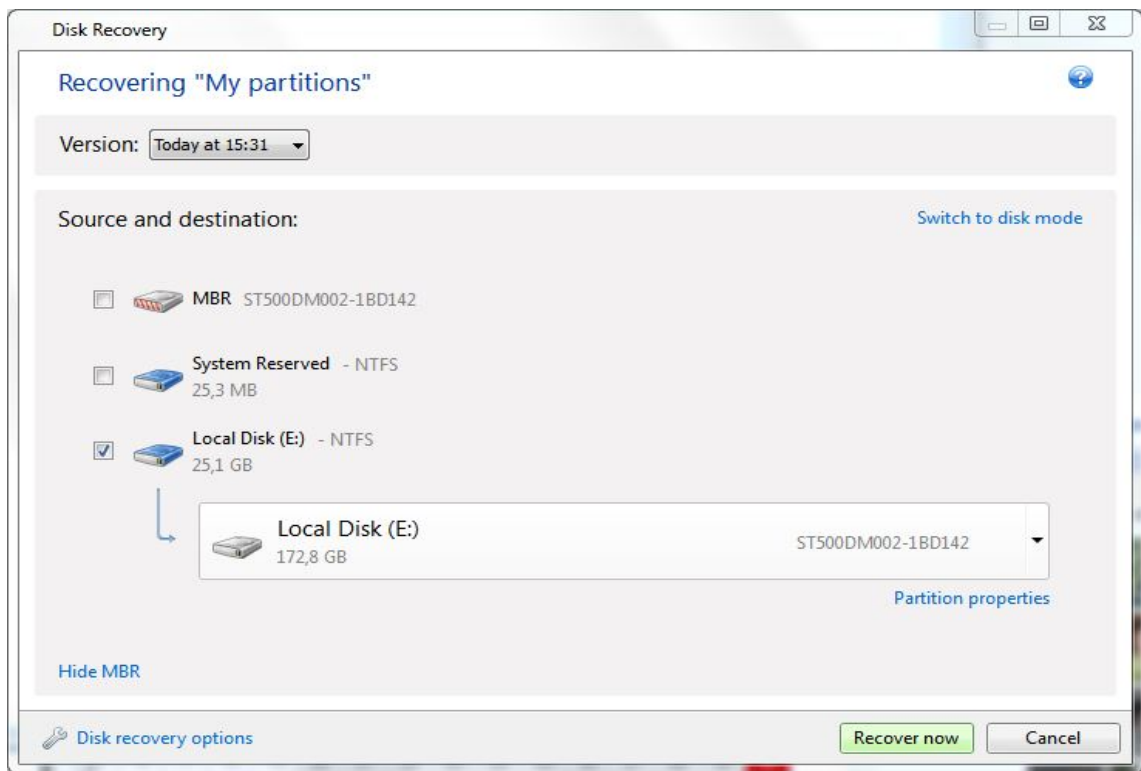 Disk Recovery
Recovering "My partitions"
Version: Today at 15:31
Source and destination: Switch to disk mode
MBR ST500DM002-1BD142
System Reserved - NTFS
25,3 MB
Local Disk (E:) - NTFS
25,1 GB
Local Disk (E:)
172,8 GB
ST500DM002-1BD142
Partition properties
Hide MBR
Disk recovery options Recover now Cancel